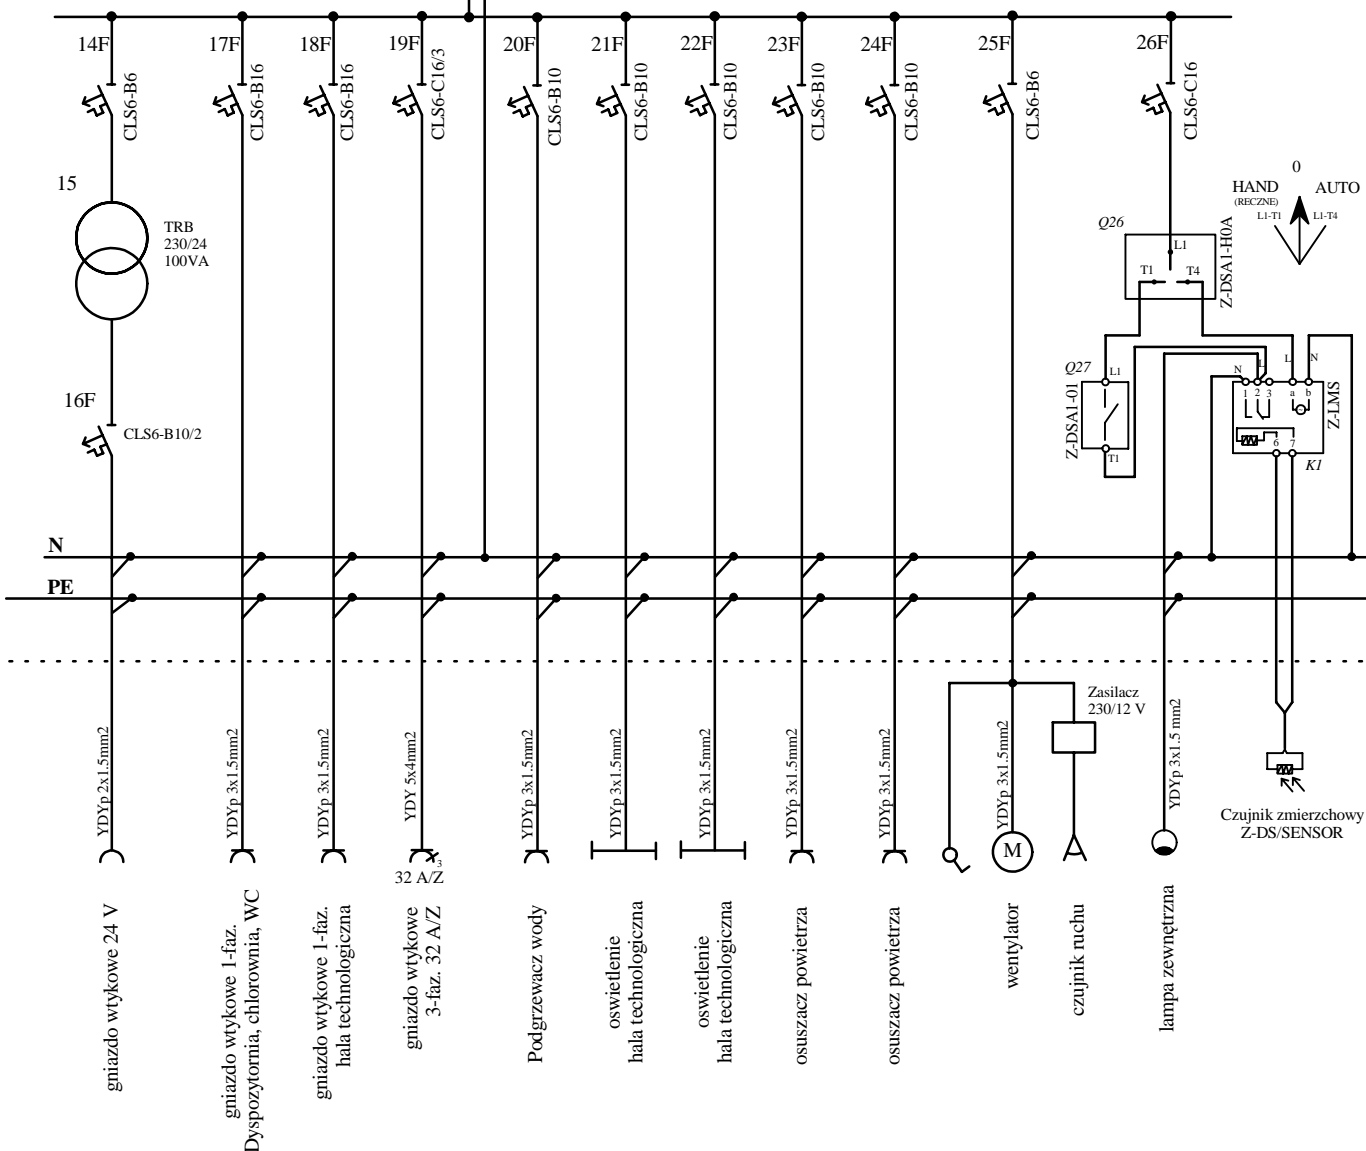 14F
17F
18F
19F
20F
21F
22F
23F
24F
25F
26F
CLS6-B6
CLS6-B16
CLS6-B16
CLS6-C16/3
CLS6-B10
CLS6-B10
CLS6-B10
CLS6-B10
CLS6-B10
CLS6-B6
CLS6-C16
15
TRB
230/24
100VA
16F
CLS6-B10/2
0
HAND
AUTO
(RECZNE)
L1-T1
L1-T4
Q26
L1
T1
T4
Z-DSA1-H0A
Q27
L1
T1
Z-DSA1-01
N
L
L
N
1
2
3
a
b
6
7
Z-LMS
K1
N
PE
Zasilacz
230/12 V
YDYp 2x1.5mm2
YDYp 3x1.5mm2
YDYp 3x1.5mm2
YDY 5x4mm2
YDYp 3x1.5mm2
YDYp 3x1.5mm2
YDYp 3x1.5mm2
YDYp 3x1.5mm2
YDYp 3x1.5mm2
YDYp 3x1.5mm2
YDYp 3x1.5 mm2
3
32 A/Z
M
Czujnik zmierzchowy
Z-DS/SENSOR
gniazdo wtykowe 24 V
gniazdo wtykowe 1-faz.
Dyspozytornia, chlorownia, WC
gniazdo wtykowe 1-faz.
hala technologiczna
gniazdo wtykowe
3-faz. 32 A/Z
Podgrzewacz wody
oswietlenie
hala technologiczna
oswietlenie
hala technologiczna
osuszacz powietrza
osuszacz powietrza
wentylator
czujnik ruchu
lampa zewnętrzna